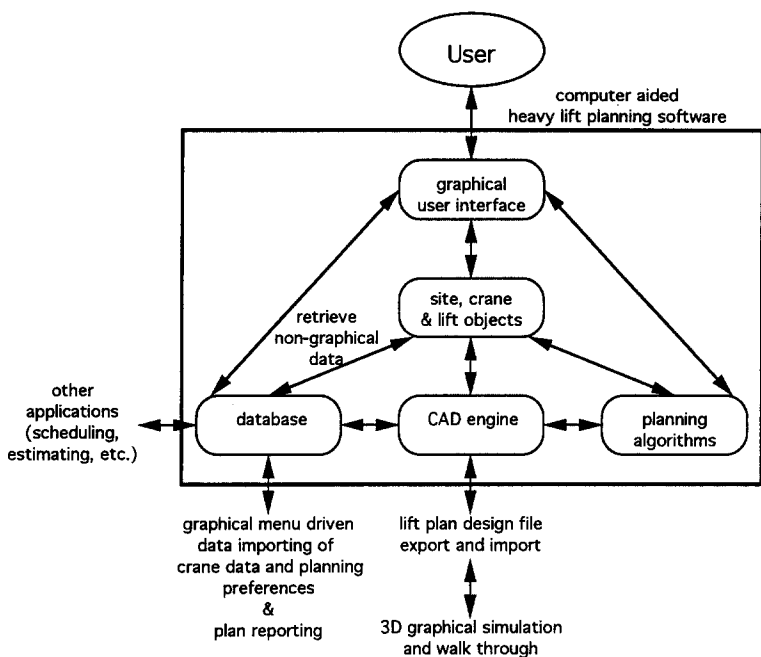 User
computer aided
heavy lift planning software
graphical
user interface
site, crane
& lift objects
retrieve
non-graphical
data
other
applications
(scheduling,
estimating, etc.)
database
CAD engine
planning
algorithms
graphical menu driven
data importing of
crane data and planning
preferences
&
plan reporting
lift plan design file
export and import
3D graphical simulation
and walk through